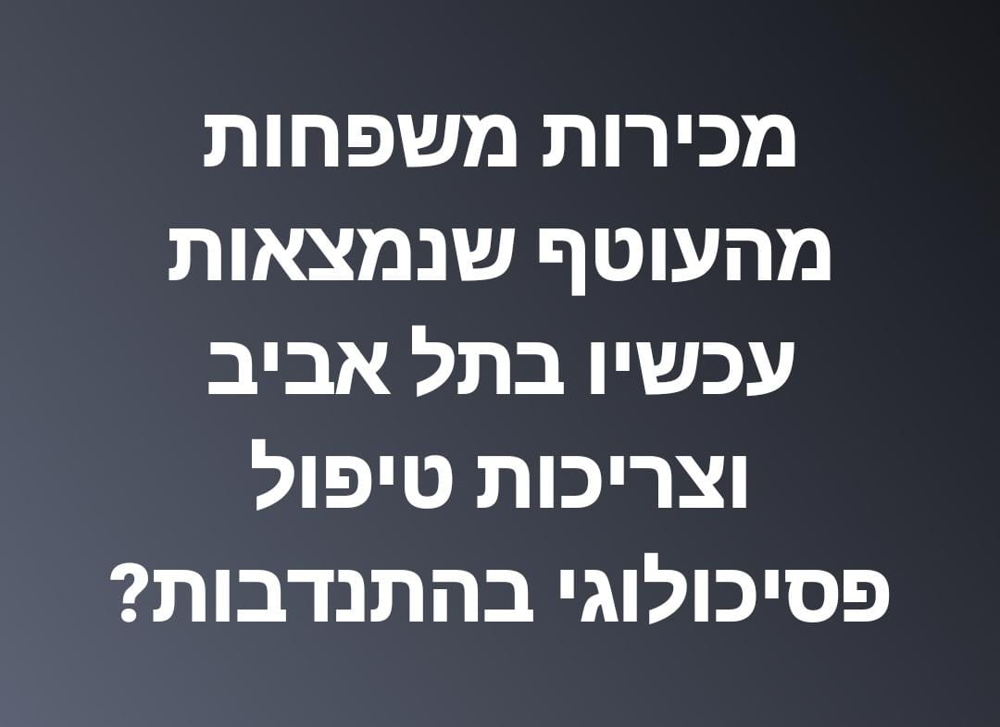 מכירות משפחות
מהעוטף שנמצאות
עכשיו בתל אביב
וצריכות טיפול
פסיכולוגי בהתנדבות?